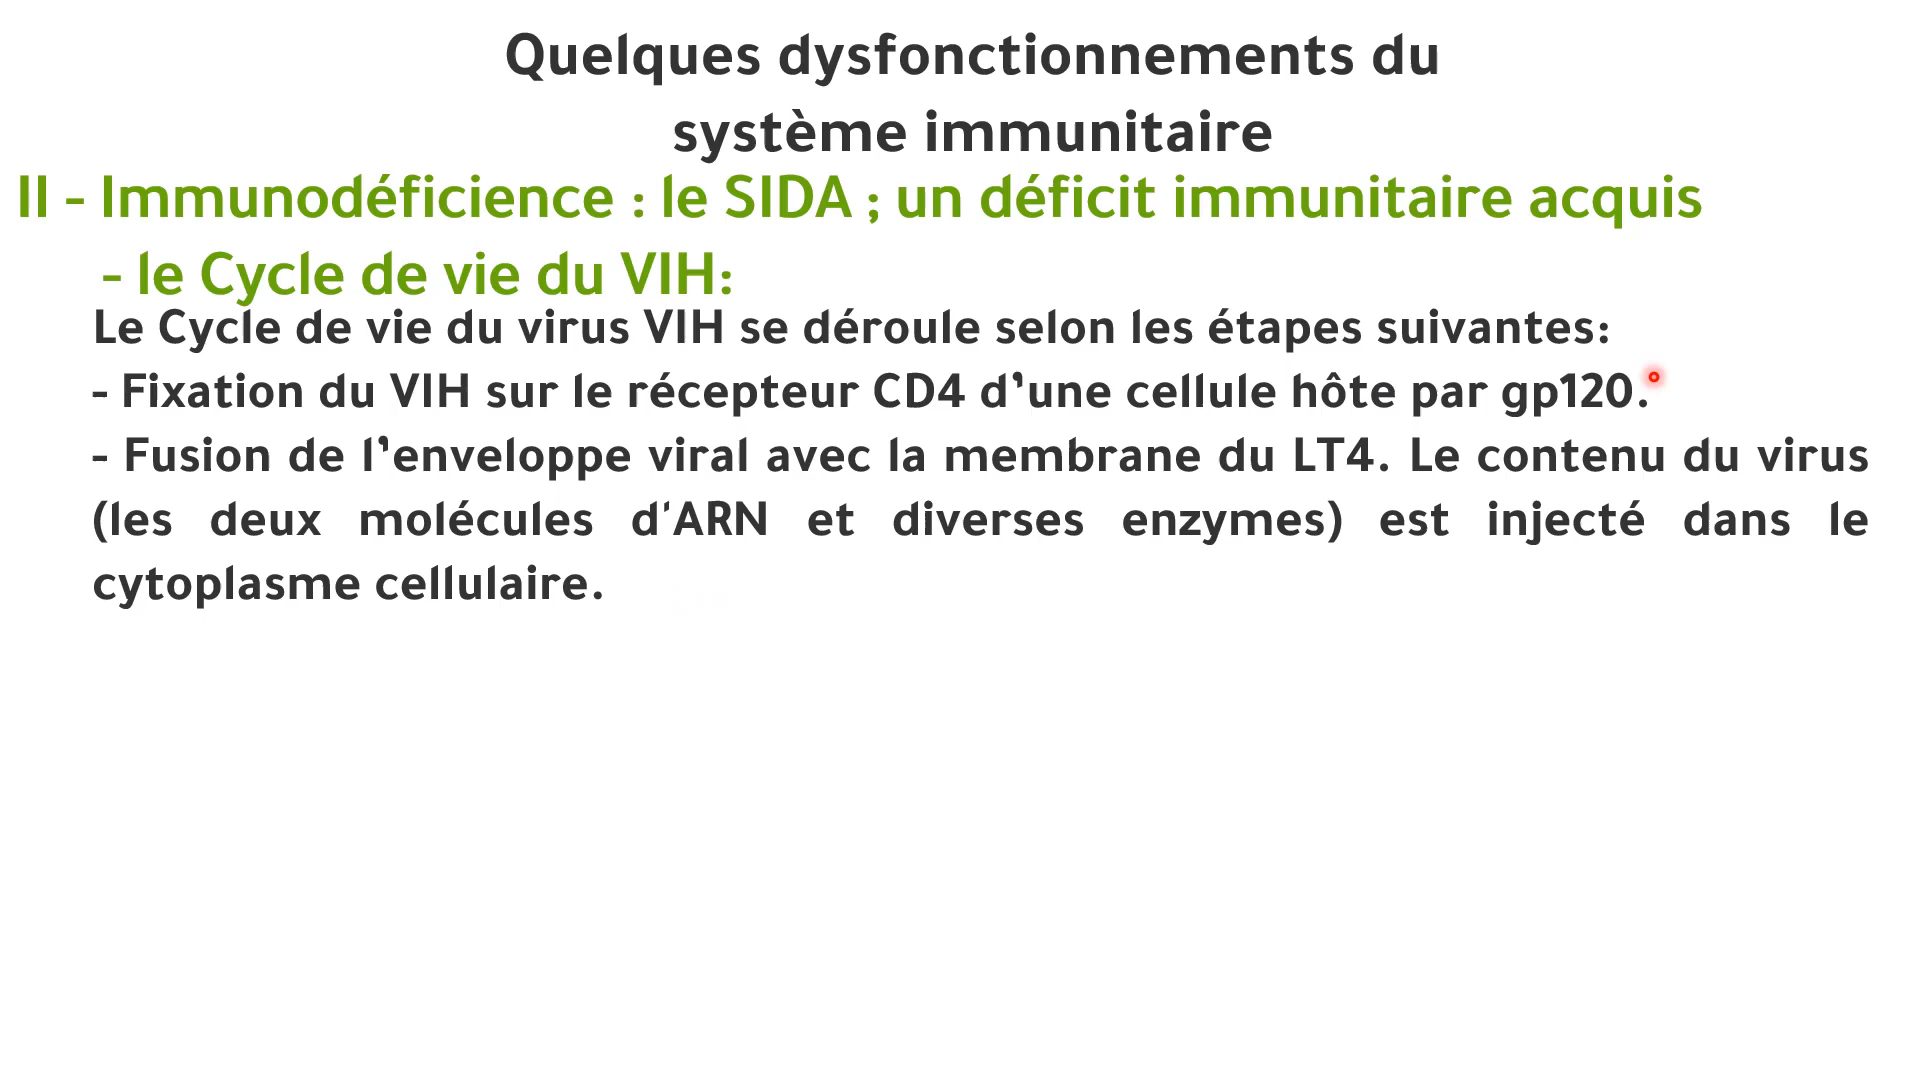 Quelques dysfonctionnements du
système immunitaire
II - Immunodéficience : le SIDA ; un déficit immunitaire acquis
- le Cycle de vie du VIH:
Le Cycle de vie du virus VIH se déroule selon les étapes suivantes:
- Fixation du VIH sur le récepteur CD4 d’une cellule hôte par gp120.
- Fusion de l’enveloppe viral avec la membrane du LT4. Le contenu du virus
(les deux molécules d'ARN et diverses enzymes) est injecté dans le
cytoplasme cellulaire.